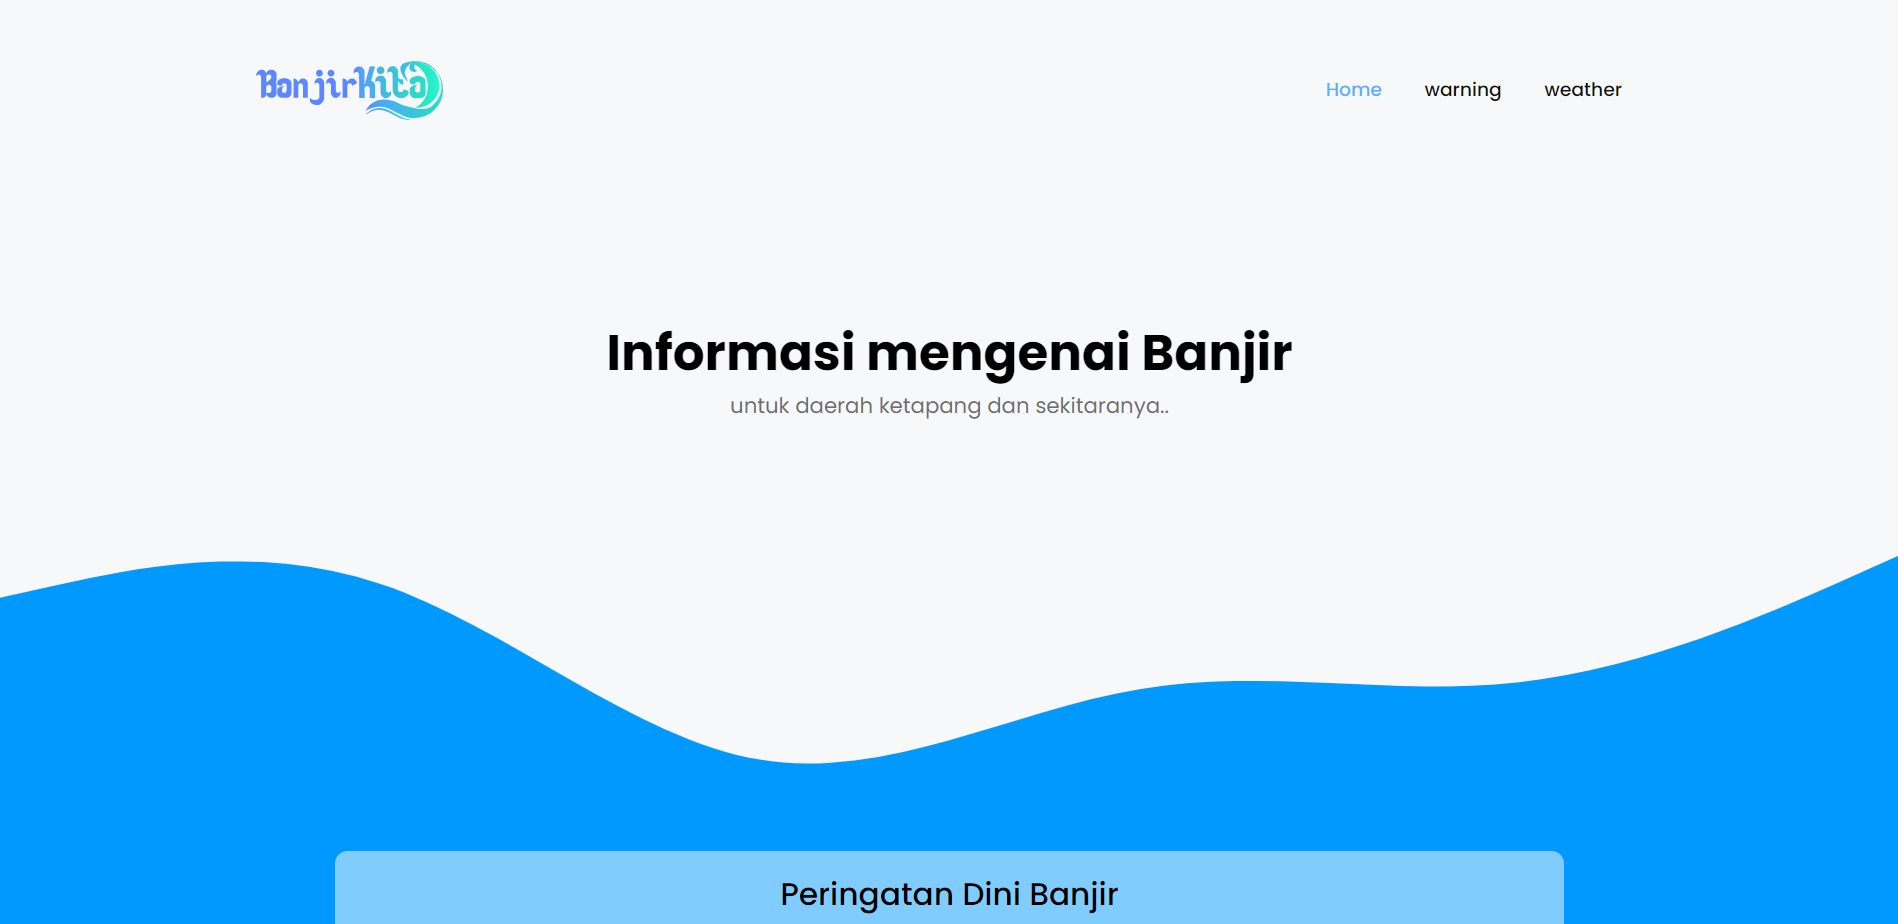 BanjirKita
Home
warning
weather
Informasi mengenai Banjir
untuk daerah ketapang dan sekitaranya..
Peringatan Dini Banjir